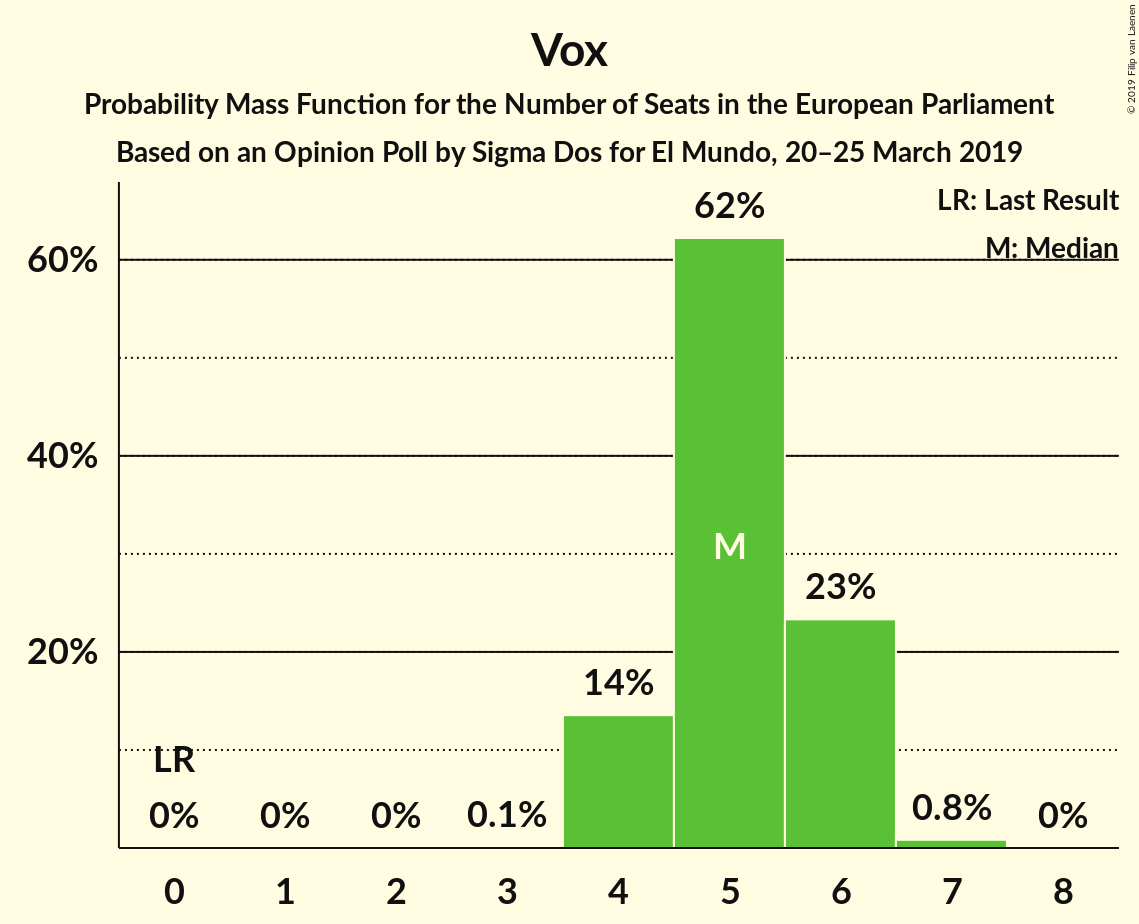 © 2019 Filip van Laenen
Vox
Probability Mass Function for the Number of Seats in the European Parliament
Based on an Opinion Poll by Sigma Dos for El Mundo, 20–25 March 2019
LR: Last Result
M: Median
60%
40%
20%
62%
M
23%
14%
LR
0%
0%
0%
0.1%
0.8%
0%
0 1 2 3 4 5 6 7 8